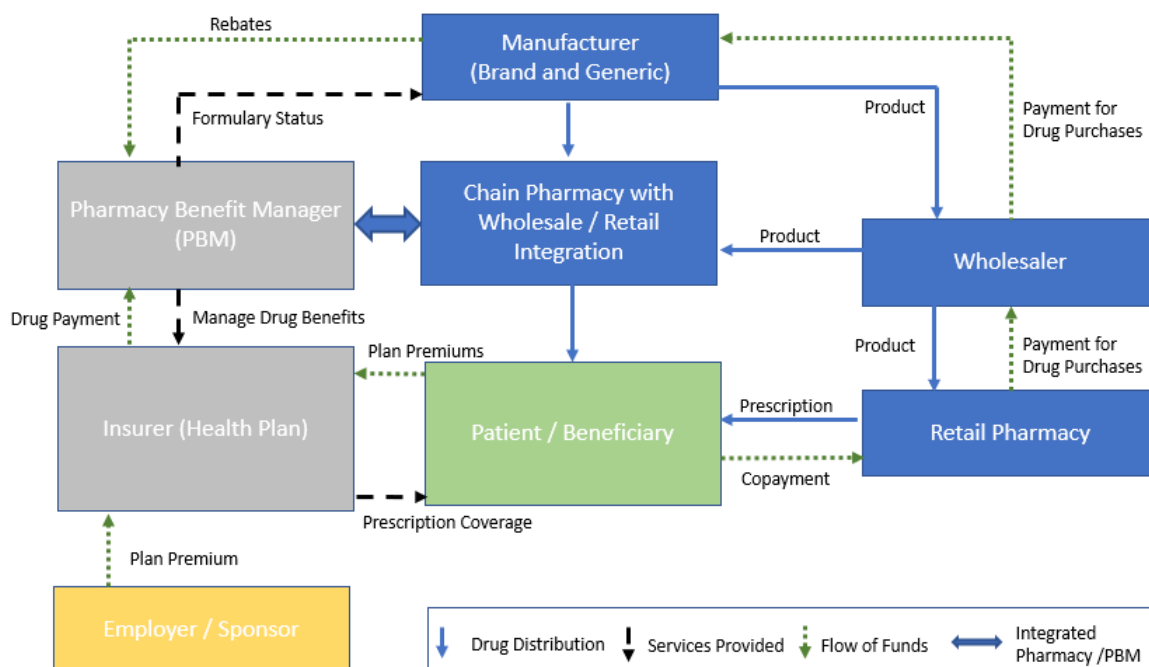 Rebates
Manufacturer
(Brand and Generic)
Formulary Status
Product
Payment for
Drug Purchases
Pharmacy Benefit Manager
(PBM)
Chain Pharmacy with
Wholesale / Retail
Integration
Product
Wholesaler
Drug Payment
Manage Drug Benefits
Plan Premiums
Product
Payment for
Drug Purchases
Insurer (Health Plan)
Patient / Beneficiary
Prescription
Retail Pharmacy
Copayment
Prescription Coverage
Plan Premium
Employer / Sponsor
Drug Distribution
Services Provided
Flow of Funds
Integrated
Pharmacy /PBM